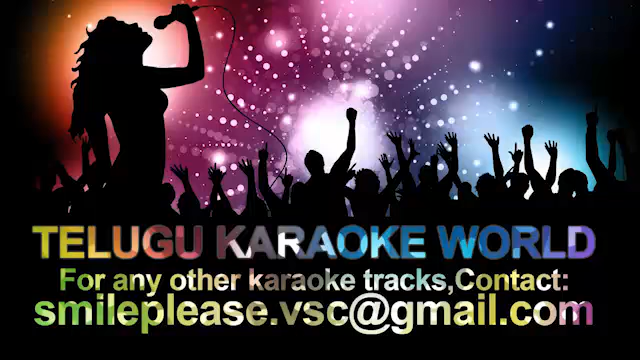 TELUGU KARAOKE WORLD
For any other karaoke tracks,Contact:
smileplease.vsc@gmail.com